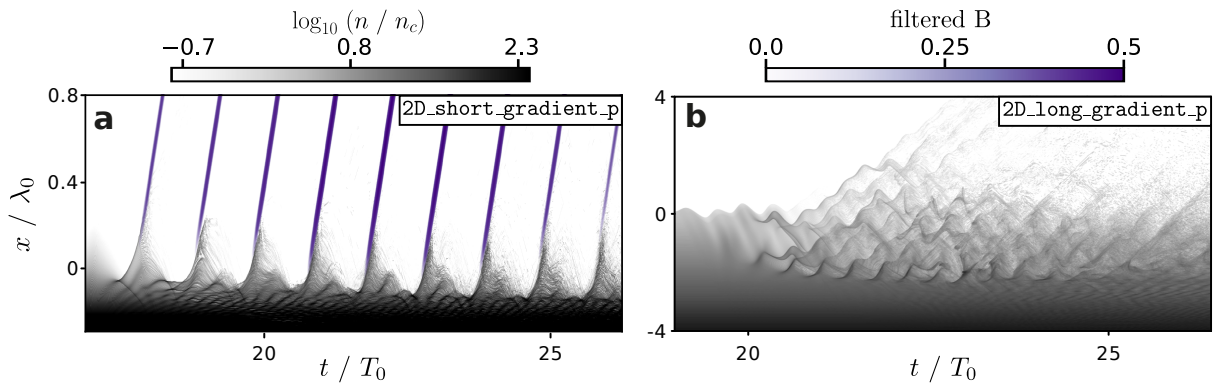 log₁₀ (n / n_c)
−0.7 0.8 2.3
filtered B
0.0 0.25 0.5
a
2D_short_gradient_p
0.8
0.4
0
x / λ₀
20 25
t / T₀
b
2D_long_gradient_p
4
0
-4
20 25
t / T₀